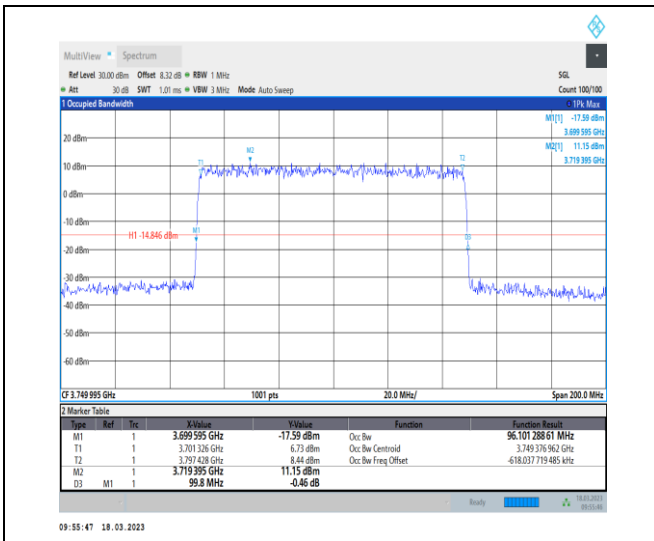 MultiView Spectrum
Ref Level 30.00 dBm Offset 8.32 dB RBW 1 MHz SGL
Att 30 dB SWT 1.01 ms VBW 3 MHz Mode Auto Sweep Count 100/100
1 Occupied Bandwidth 1Pk Max
M1[1] -17.59 dBm
3.699 595 GHz
M2[1] 11.15 dBm
3.719 395 GHz
20 dBm
M2
T1
T2
10 dBm
0 dBm
-10 dBm
M1
H1 -14.846 dBm
D3
-20 dBm
-30 dBm
-40 dBm
-50 dBm
-60 dBm
CF 3.749 995 GHz 1001 pts 20.0 MHz/ Span 200.0 MHz
2 Marker Table
Type Ref Trc X-Value Y-Value Function Function Result
M1 1 3.699 595 GHz -17.59 dBm Occ Bw 96.101 288 61 MHz
T1 1 3.701 326 GHz 6.73 dBm Occ Bw Centroid 3.749 376 962 GHz
T2 1 3.797 428 GHz 8.44 dBm Occ Bw Freq Offset -618.037 719 485 kHz
M2 1 3.719 395 GHz 11.15 dBm
D3 M1 1 99.8 MHz -0.46 dB
Ready 18.03.2023
09:55:46
09:55:47 18.03.2023